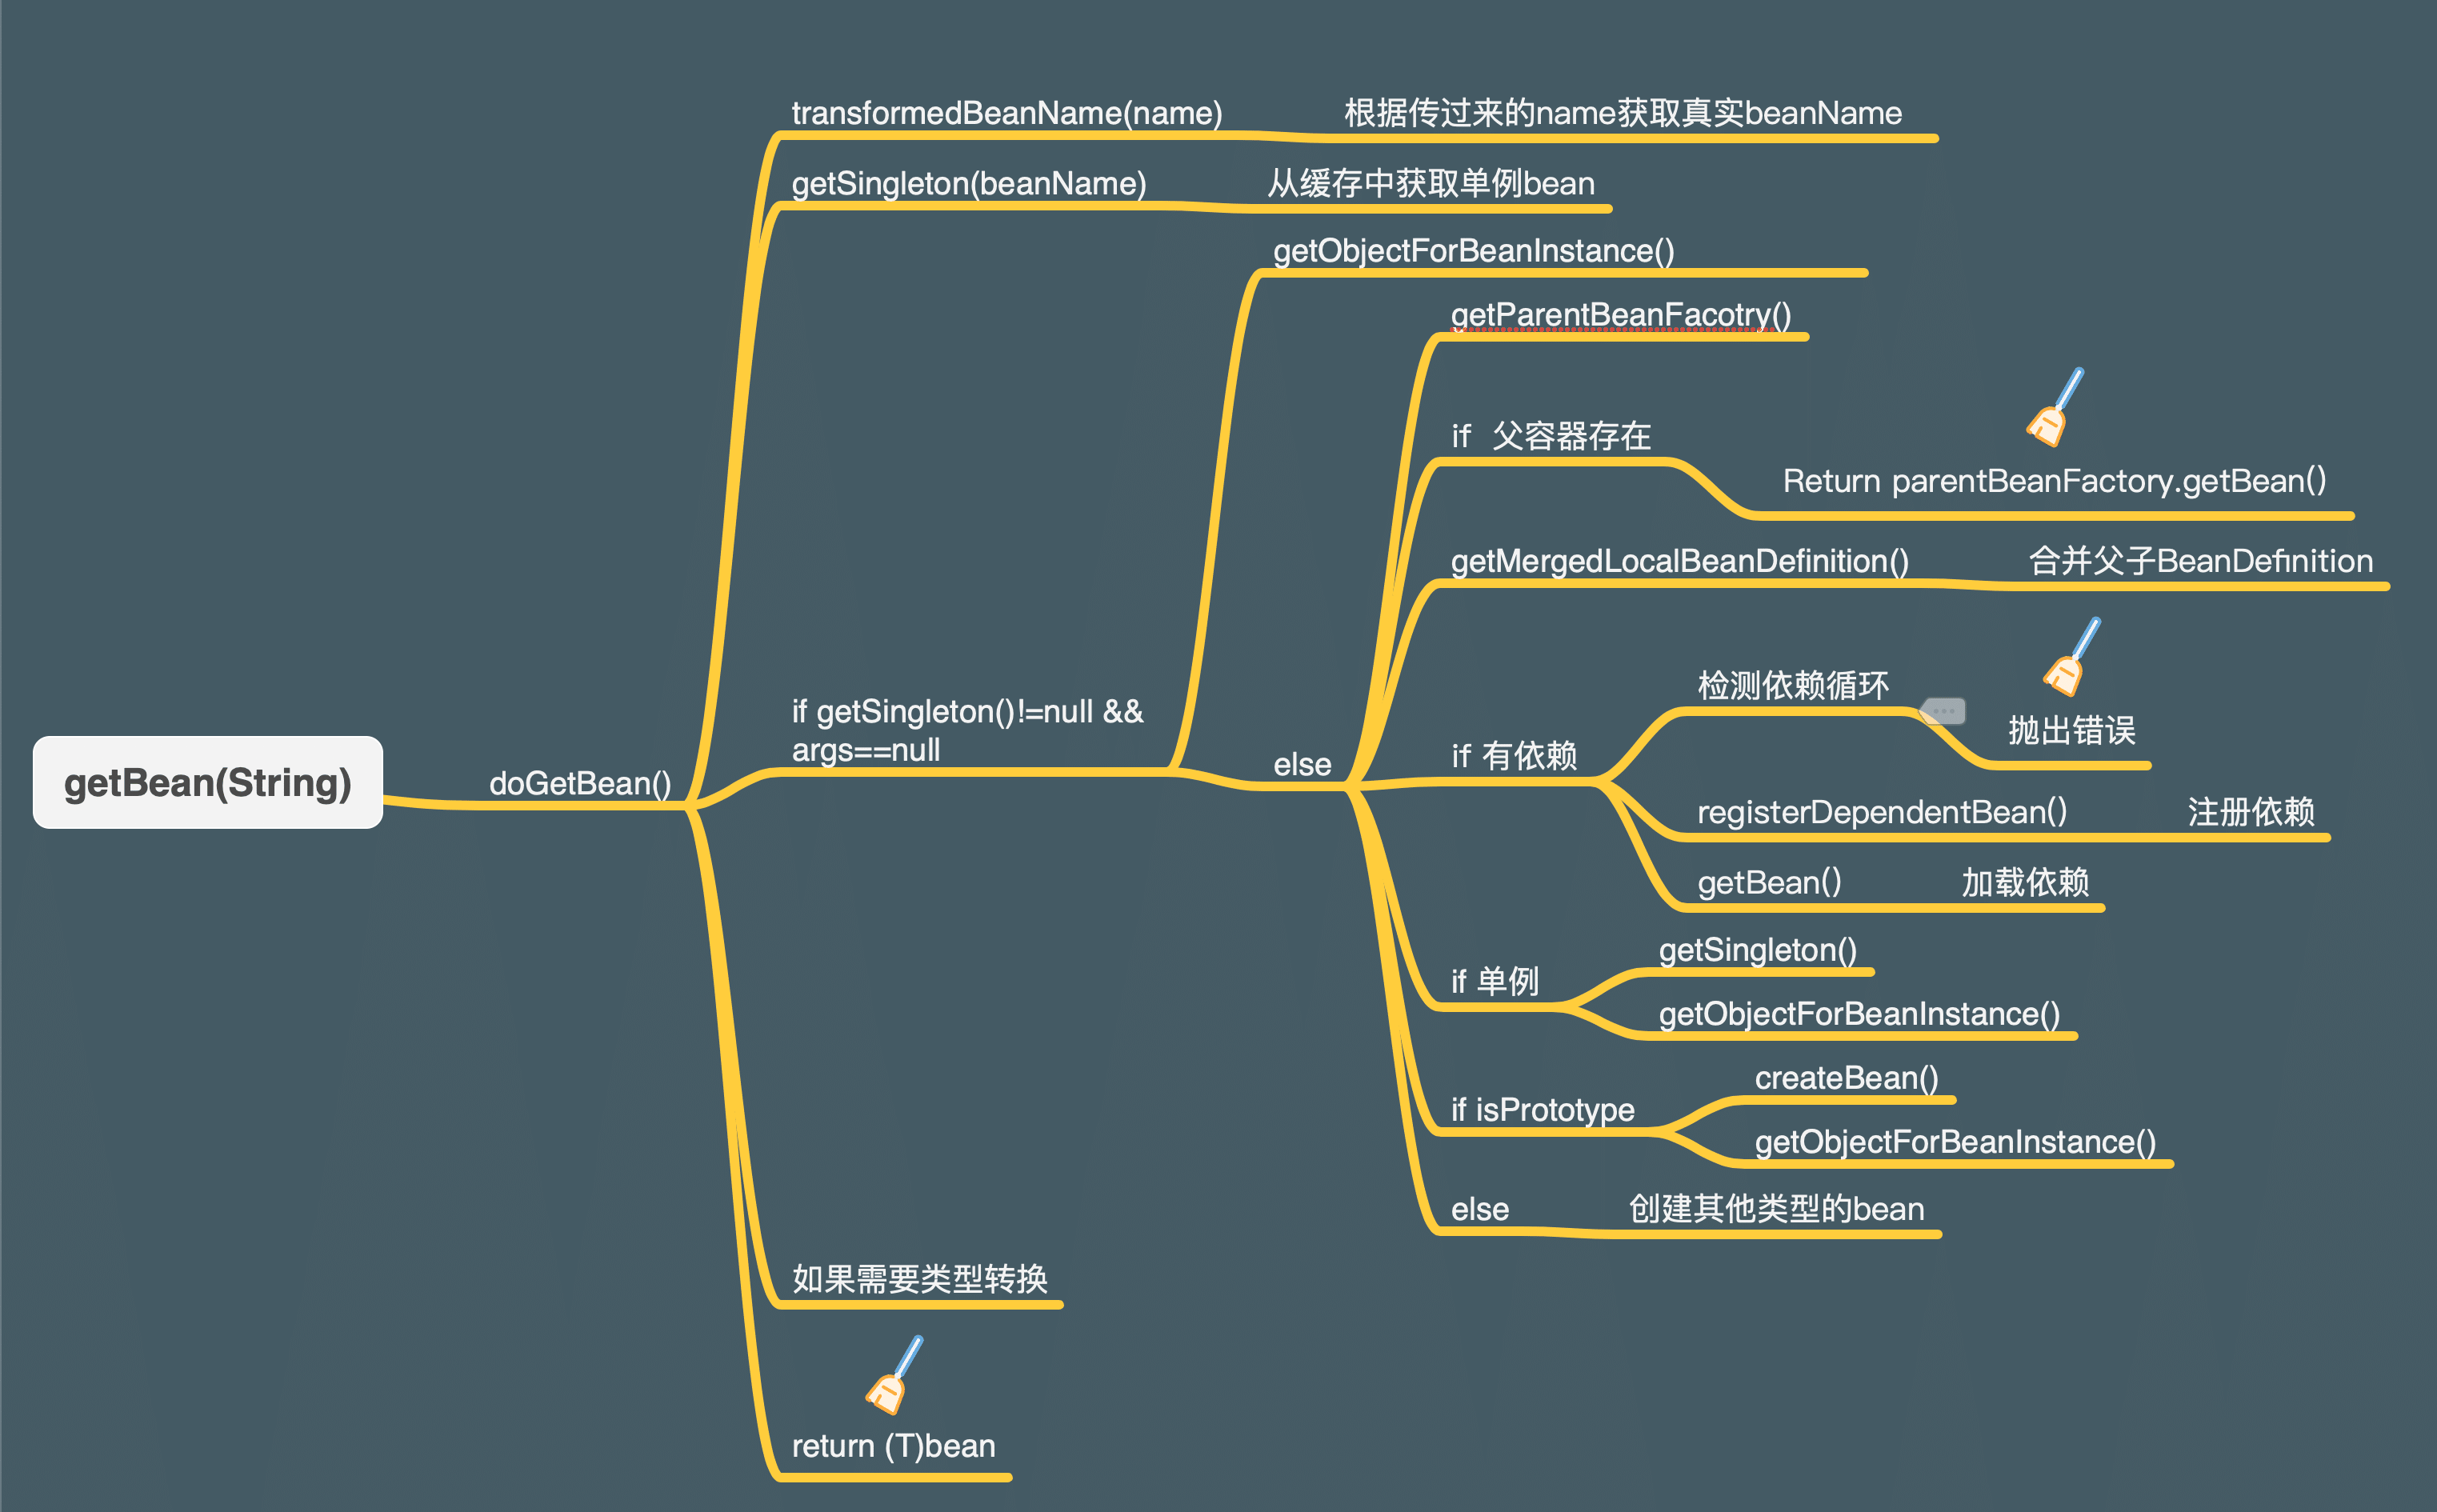 transformedBeanName(name)
根据传过来的name获取真实beanName
getSingleton(beanName)
从缓存中获取单例bean
getObjectForBeanInstance()
getParentBeanFacotry()
if 父容器存在
Return parentBeanFactory.getBean()
getMergedLocalBeanDefinition()
合并父子BeanDefinition
检测依赖循环
抛出错误
if getSingleton()!=null &&
args==null
else
if 有依赖
getBean(String)
doGetBean()
registerDependentBean()
注册依赖
getBean()
加载依赖
getSingleton()
if 单例
getObjectForBeanInstance()
createBean()
if isPrototype
getObjectForBeanInstance()
else
创建其他类型的bean
如果需要类型转换
return (T)bean